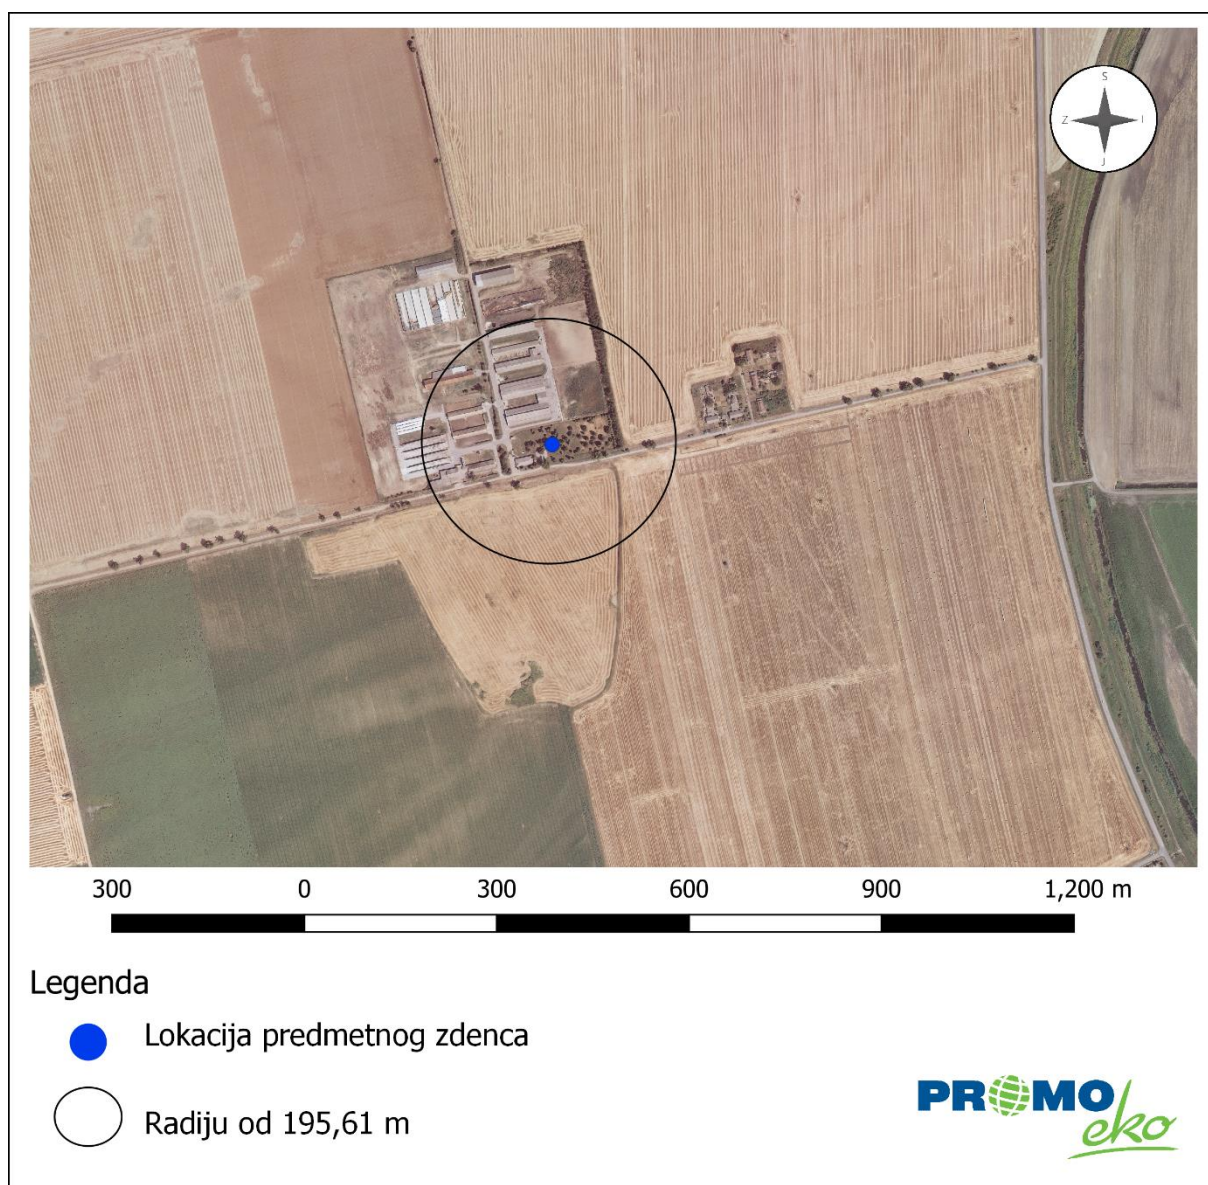 S
Z I
J
300 0 300 600 900 1,200 m
Legenda
Lokacija predmetnog zdenca
Radiju od 195,61 m
PROMO
eko